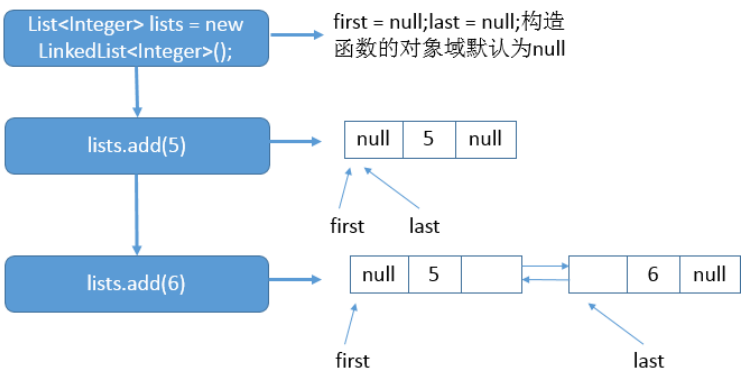 List<Integer> lists = new
LinkedList<Integer>();
first = null;last = null;构造
函数的对象域默认为null
lists.add(5)
null 5 null
first last
lists.add(6)
null 5 6 null
first last